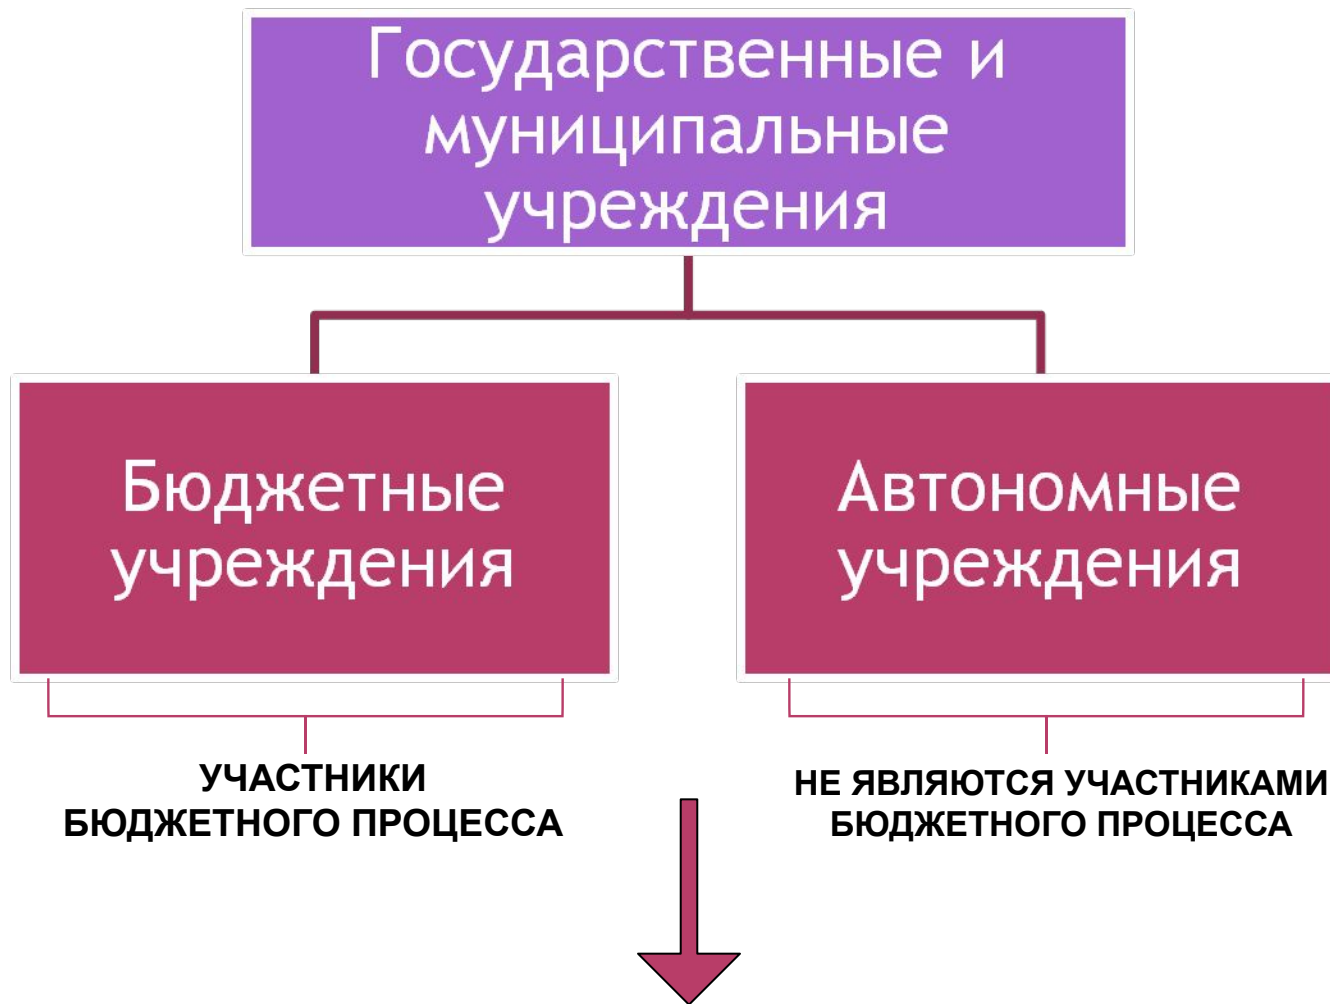 Государственные и
муниципальные
учреждения
Бюджетные
учреждения
Автономные
учреждения
УЧАСТНИКИ
БЮДЖЕТНОГО ПРОЦЕССА
НЕ ЯВЛЯЮТСЯ УЧАСТНИКАМИ
БЮДЖЕТНОГО ПРОЦЕССА